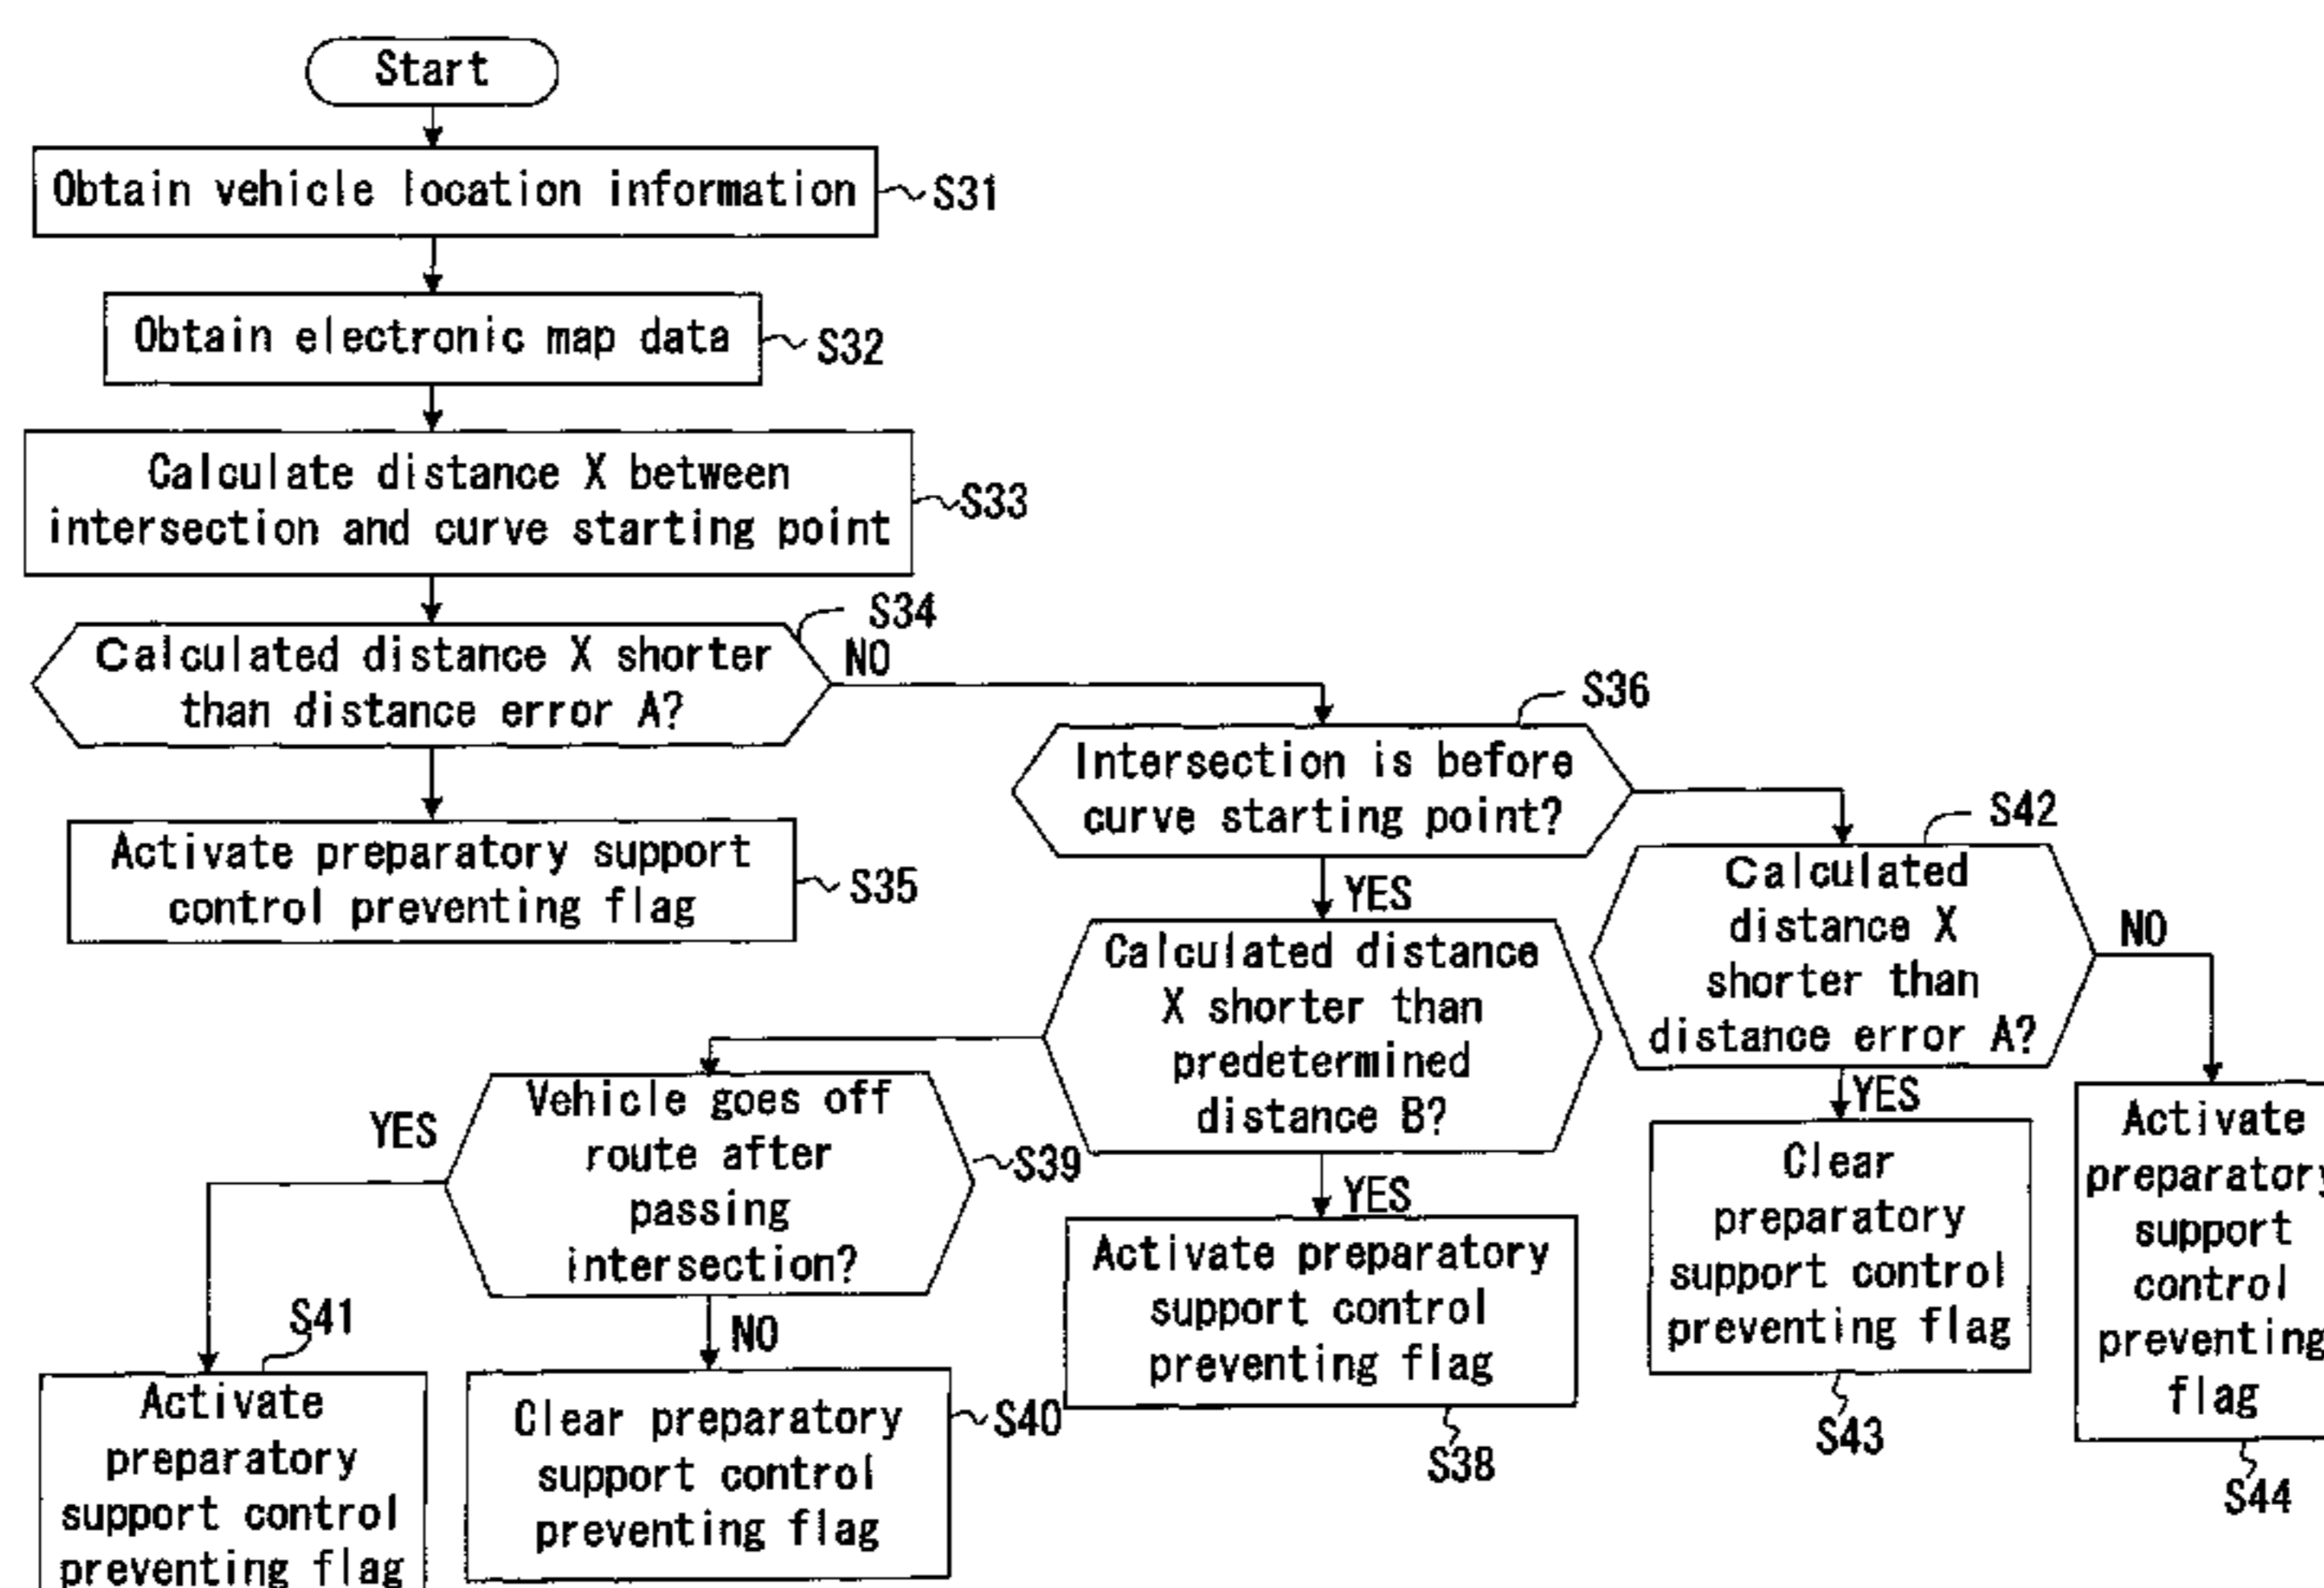 Start
Obtain vehicle location information
S31
Obtain electronic map data
S32
Calculate distance X between
intersection and curve starting point
S33
S34
Calculated distance X shorter
than distance error A?
NO
Activate preparatory support
control preventing flag
S35
S36
Intersection is before
curve starting point?
YES
S42
Calculated
distance X
shorter than
distance error A?
NO
YES
Calculated distance
X shorter than
predetermined
distance B?
YES
Vehicle goes off
route after
passing
intersection?
S39
YES
NO
S41
Activate
preparatory
support control
preventing flag
Clear preparatory
support control
preventing flag
S40
Activate preparatory
support control
preventing flag
S38
Clear
preparatory
support control
preventing flag
S43
Activate
preparatory
support
control
preventing
flag
S44